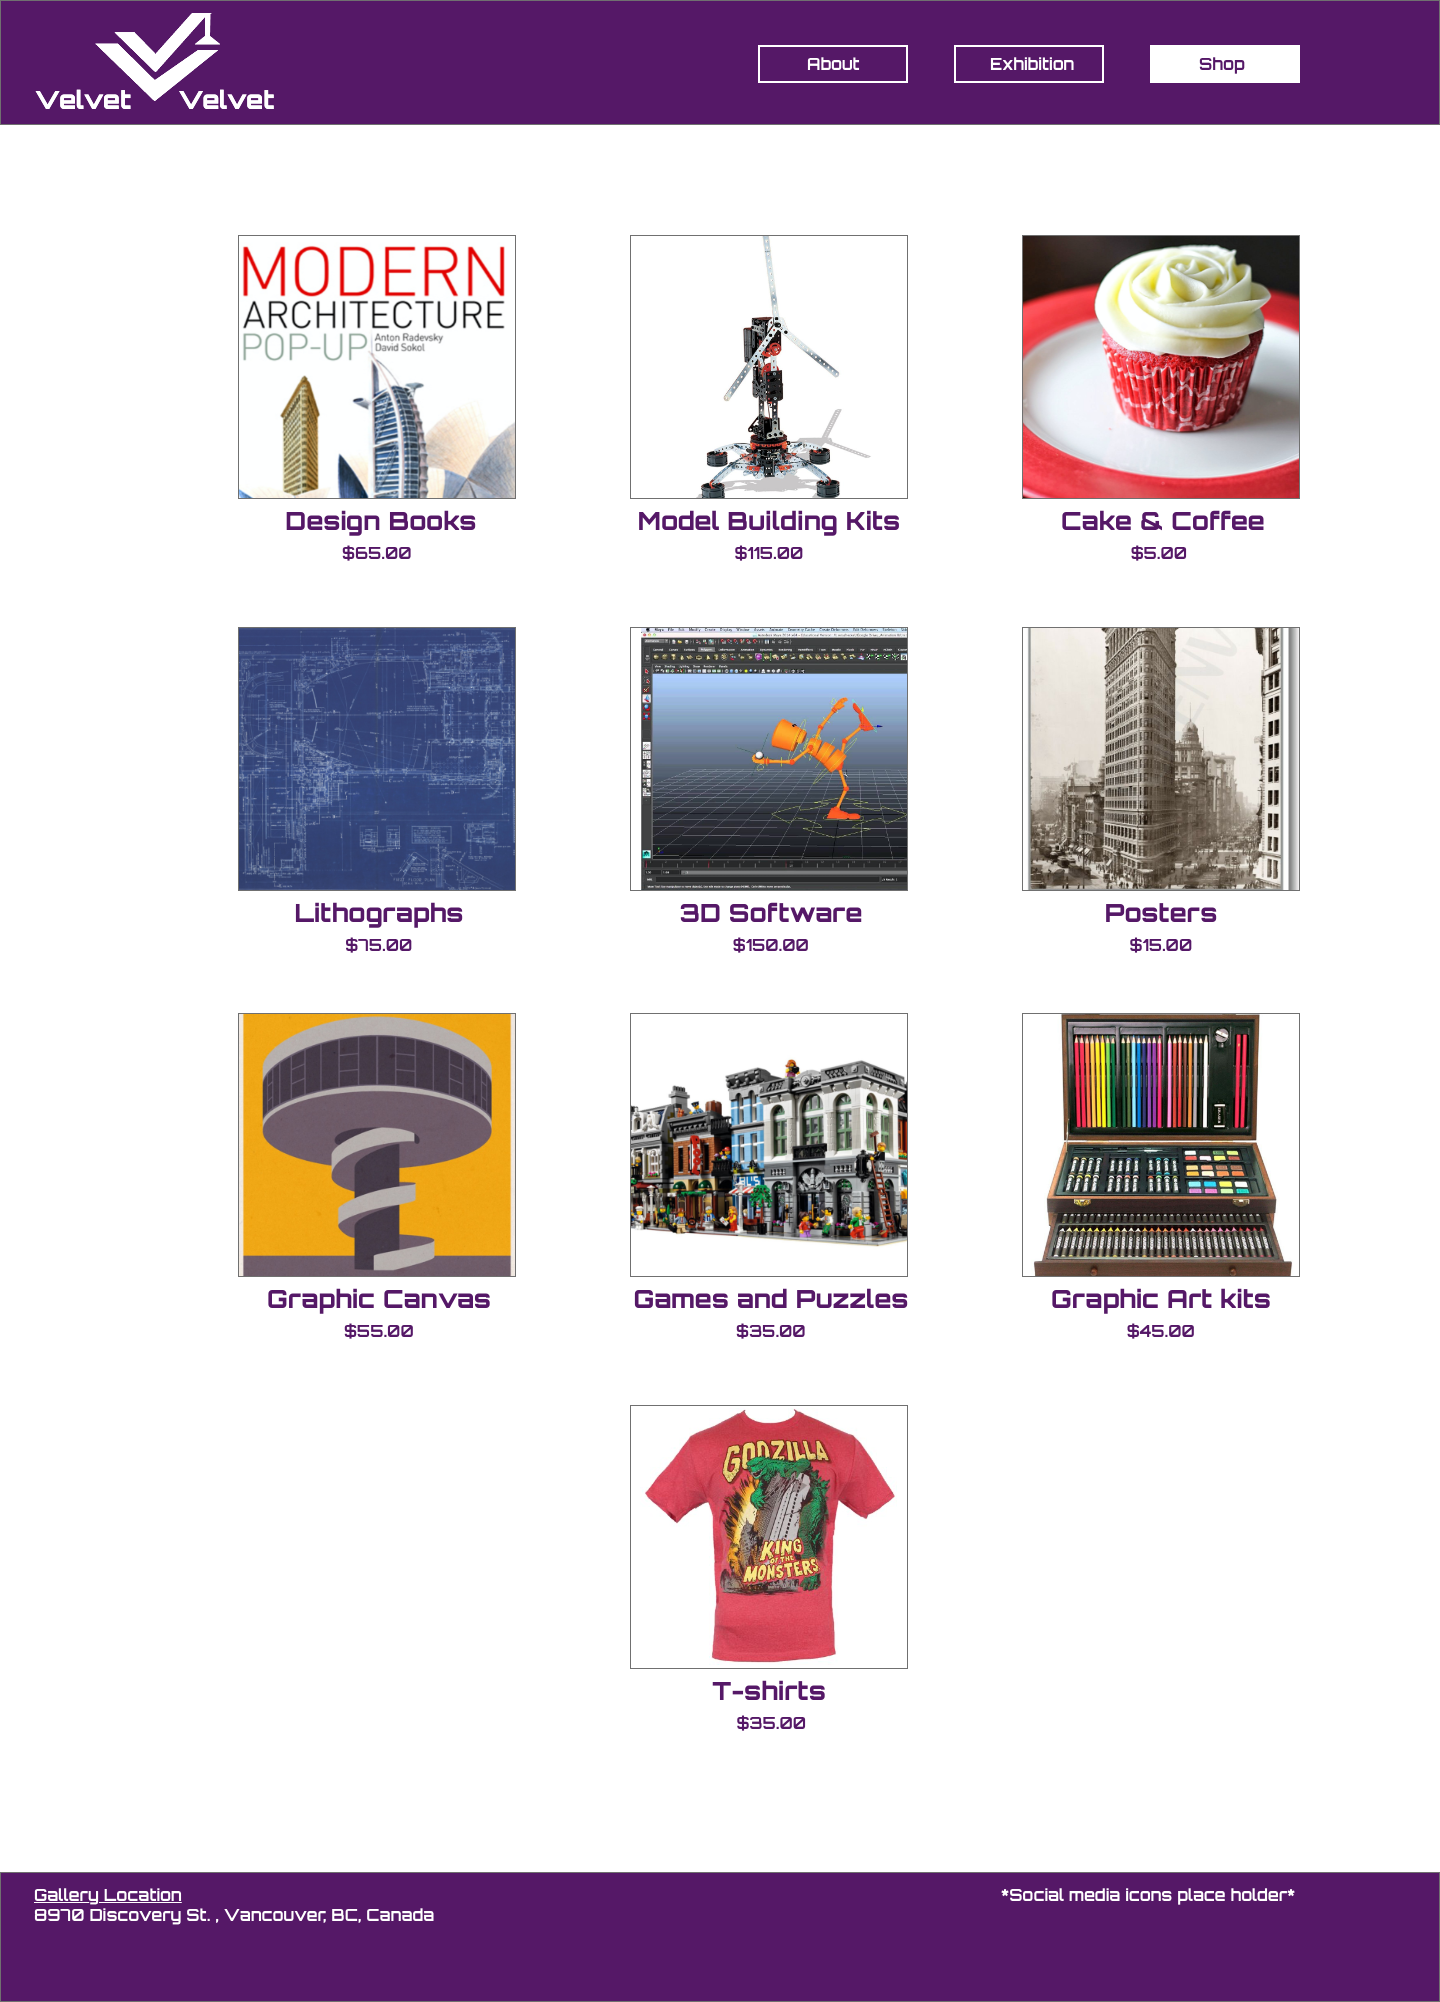 Velvet Velvet
About
Exhibition
Shop
MODERN
ARCHITECTURE
POP-UP
Anton Radevsky
David Sokol
Design Books
$65.00
Model Building Kits
$115.00
Cake & Coffee
$5.00
Lithographs
$75.00
3D Software
$150.00
Posters
$15.00
Graphic Canvas
$55.00
Games and Puzzles
$35.00
Graphic Art kits
$45.00
GODZILLA
KING
OF THE
MONSTERS
T-shirts
$35.00
Gallery Location
8970 Discovery St. , Vancouver, BC, Canada
*Social media icons place holder*